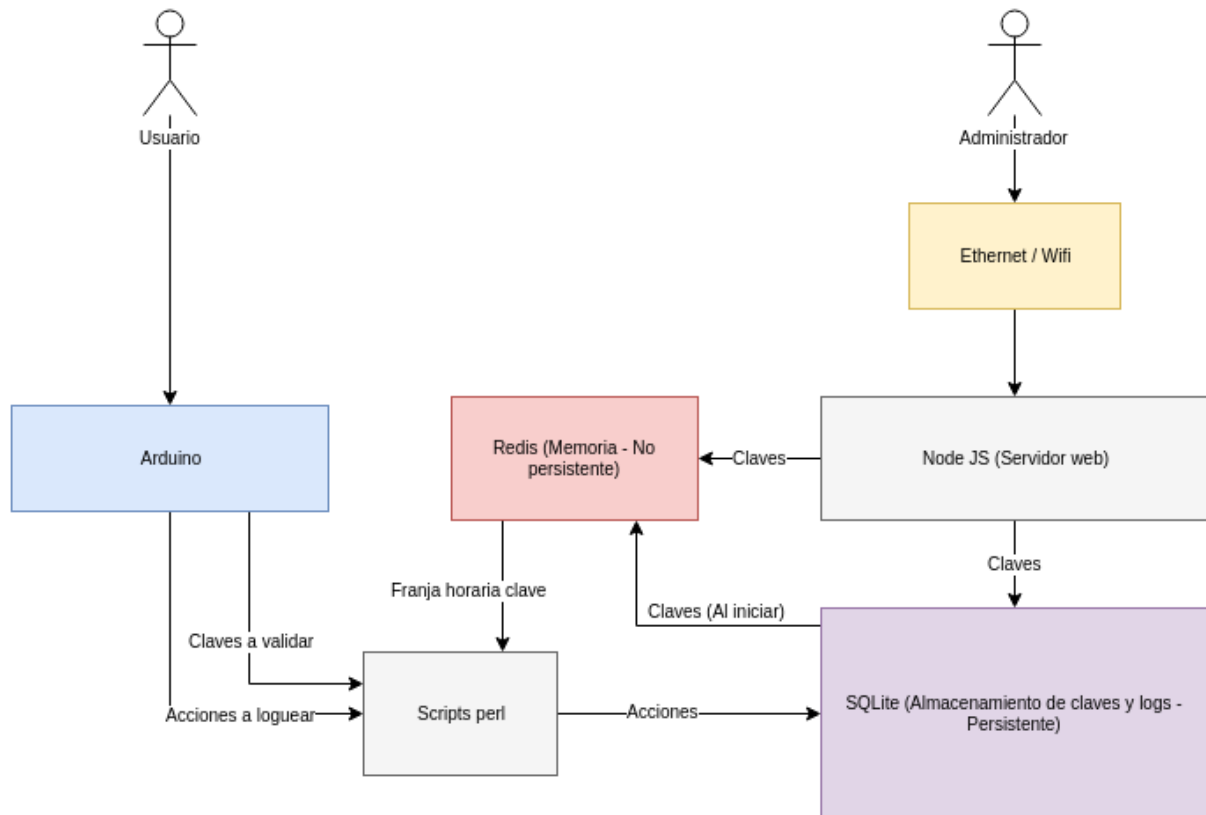 Usuario
Administrador
Ethernet / Wifi
Arduino
Redis (Memoria - No
persistente)
Claves
Node JS (Servidor web)
Claves
Franja horaria clave
Claves (Al iniciar)
Claves a validar
Acciones a loguear
Scripts perl
Acciones
SQLite (Almacenamiento de claves y logs -
Persistente)